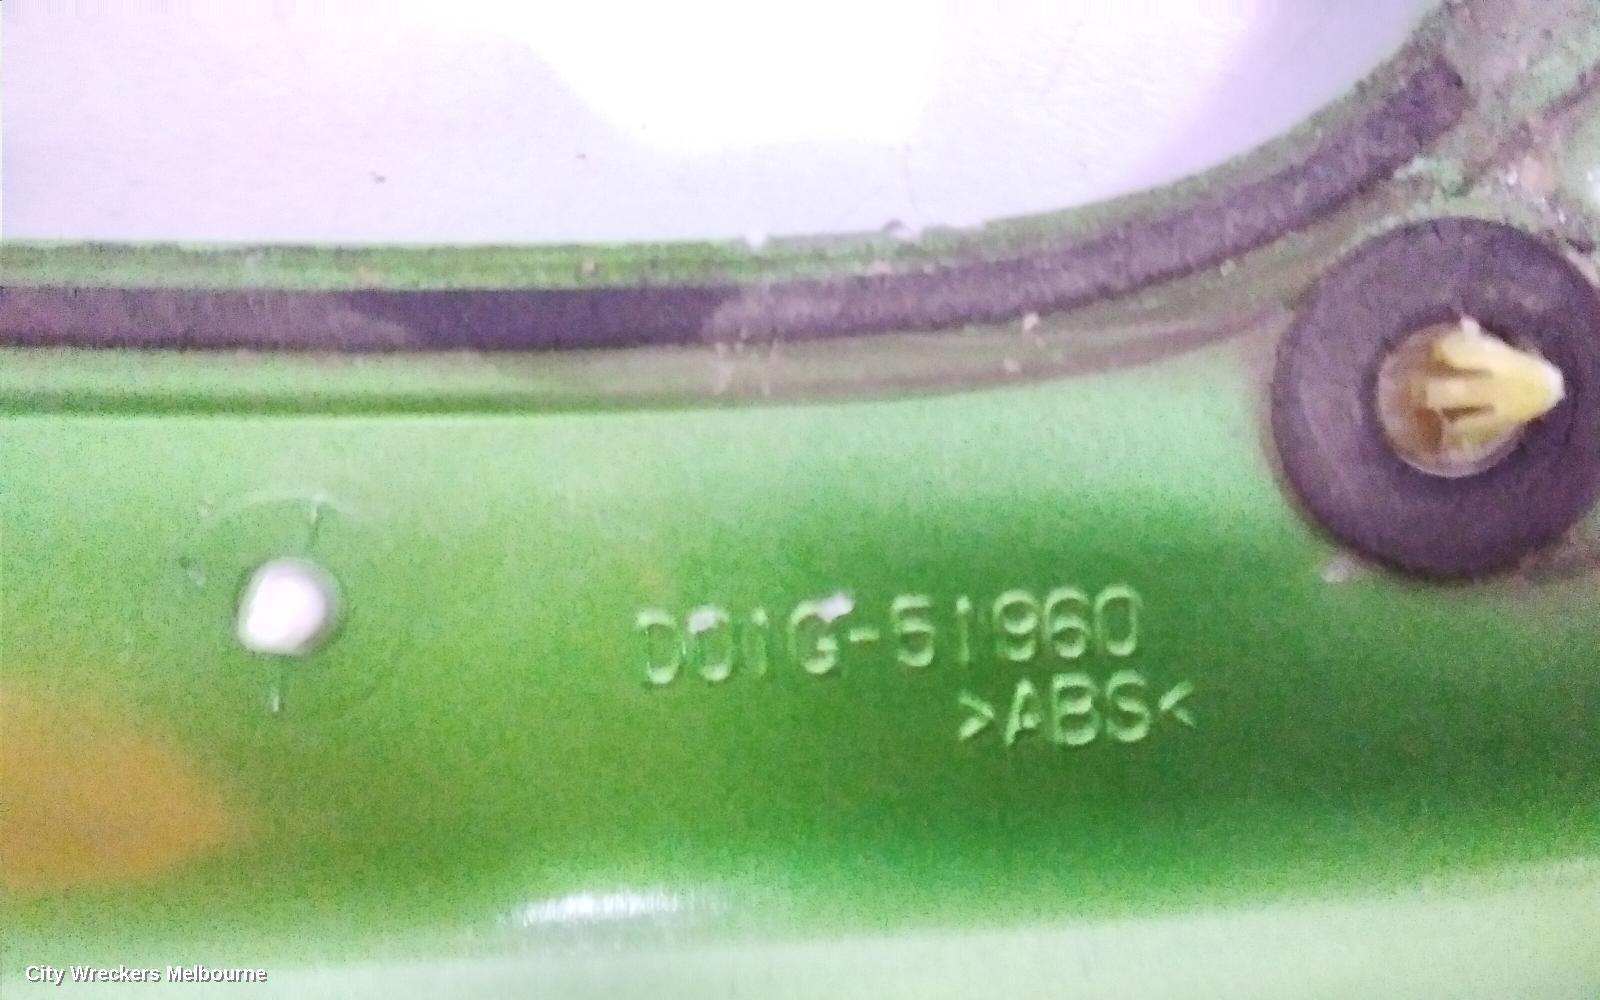 D01G-51960
>ABS<
City Wreckers Melbourne